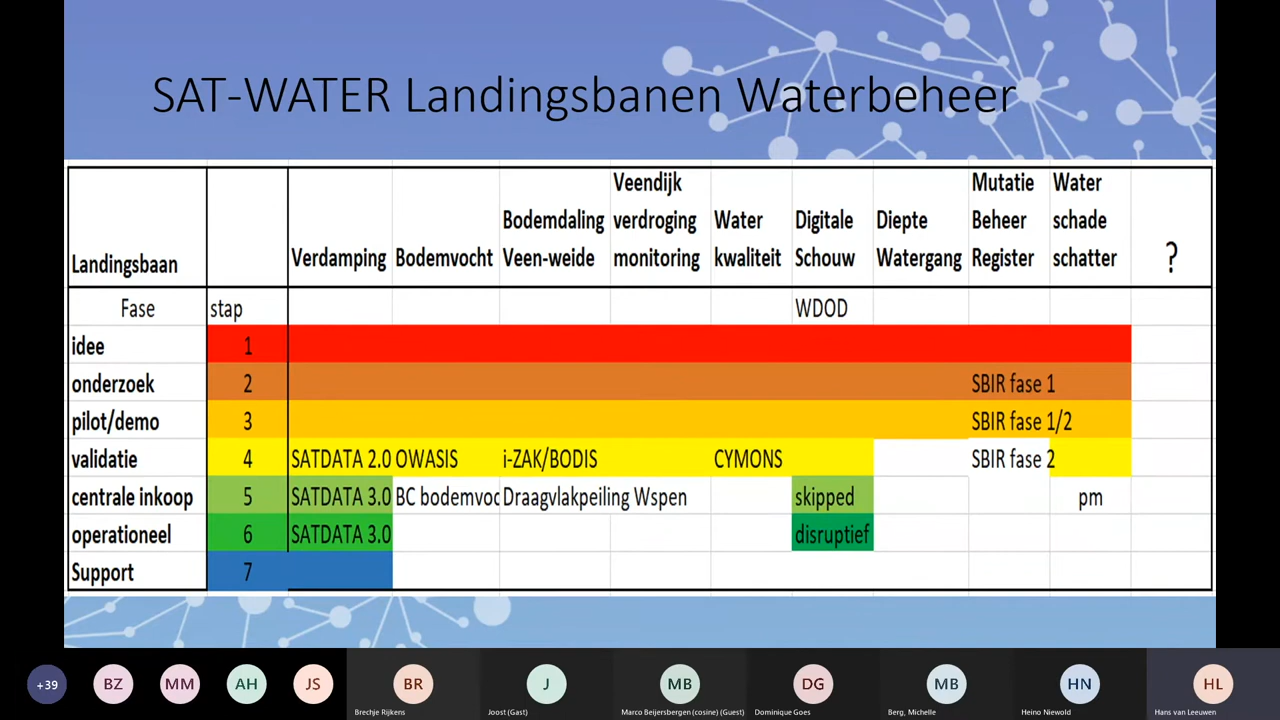 SAT-WATER Landingsbanen Waterbeheer
Landingsbaan Verdamping Bodemvocht Bodemdaling Veen-weide Veendijk verdroging monitoring Water kwaliteit Digitale Schouw Diepte Watergang Mutatie Beheer Register Water schade schatter ?
Fase stap WDOD
idee 1
onderzoek 2 SBIR fase 1
pilot/demo 3 SBIR fase 1/2
validatie 4 SATDATA 2.0 OWASIS i-ZAK/BODIS CYMONS SBIR fase 2
centrale inkoop 5 SATDATA 3.0 BC bodemvoc Draagvlakpeiling Wspen skipped pm
operationeel 6 SATDATA 3.0 disruptief
Support 7
+39 BZ MM AH JS BR J MB DG MB HN HL
Brechje Rijkens Joost (Gast) Marco Beijersbergen (cosine) (Guest) Dominique Goes Berg, Michelle Heino Niewold Hans van Leeuwen